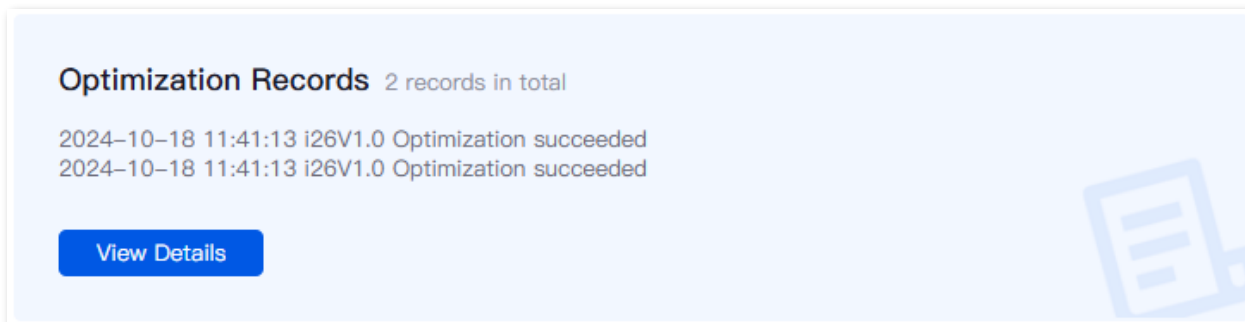 Optimization Records 2 records in total
2024-10-18 11:41:13 i26V1.0 Optimization succeeded
2024-10-18 11:41:13 i26V1.0 Optimization succeeded
View Details